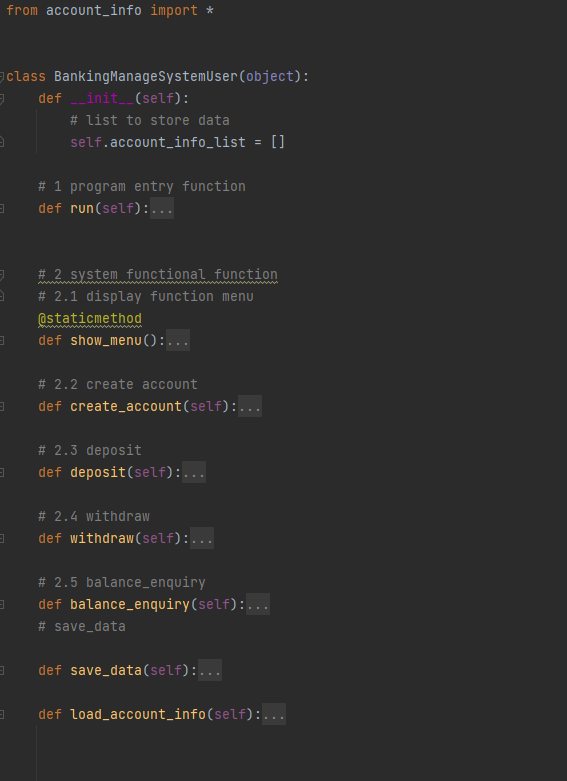 from account_info import *
class BankingManageSystemUser(object):
def __init__(self):
# list to store data
self.account_info_list = []
# 1 program entry function
def run(self):...
# 2 system functional function
# 2.1 display function menu
@staticmethod
def show_menu():...
# 2.2 create account
def create_account(self):...
# 2.3 deposit
def deposit(self):...
# 2.4 withdraw
def withdraw(self):...
# 2.5 balance_enquiry
def balance_enquiry(self):...
# save_data
def save_data(self):...
def load_account_info(self):...